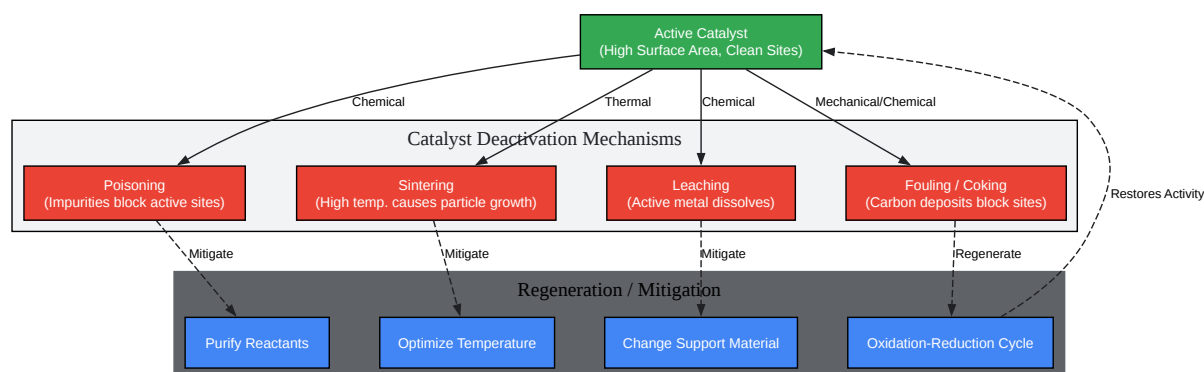 Active Catalyst
(High Surface Area, Clean Sites)
Chemical
Thermal
Chemical
Mechanical/Chemical
Catalyst Deactivation Mechanisms
Poisoning
(Impurities block active sites)
Sintering
(High temp. causes particle growth)
Leaching
(Active metal dissolves)
Fouling / Coking
(Carbon deposits block sites)
Restores Activity
Mitigate
Mitigate
Mitigate
Regenerate
Regeneration / Mitigation
Purify Reactants
Optimize Temperature
Change Support Material
Oxidation-Reduction Cycle